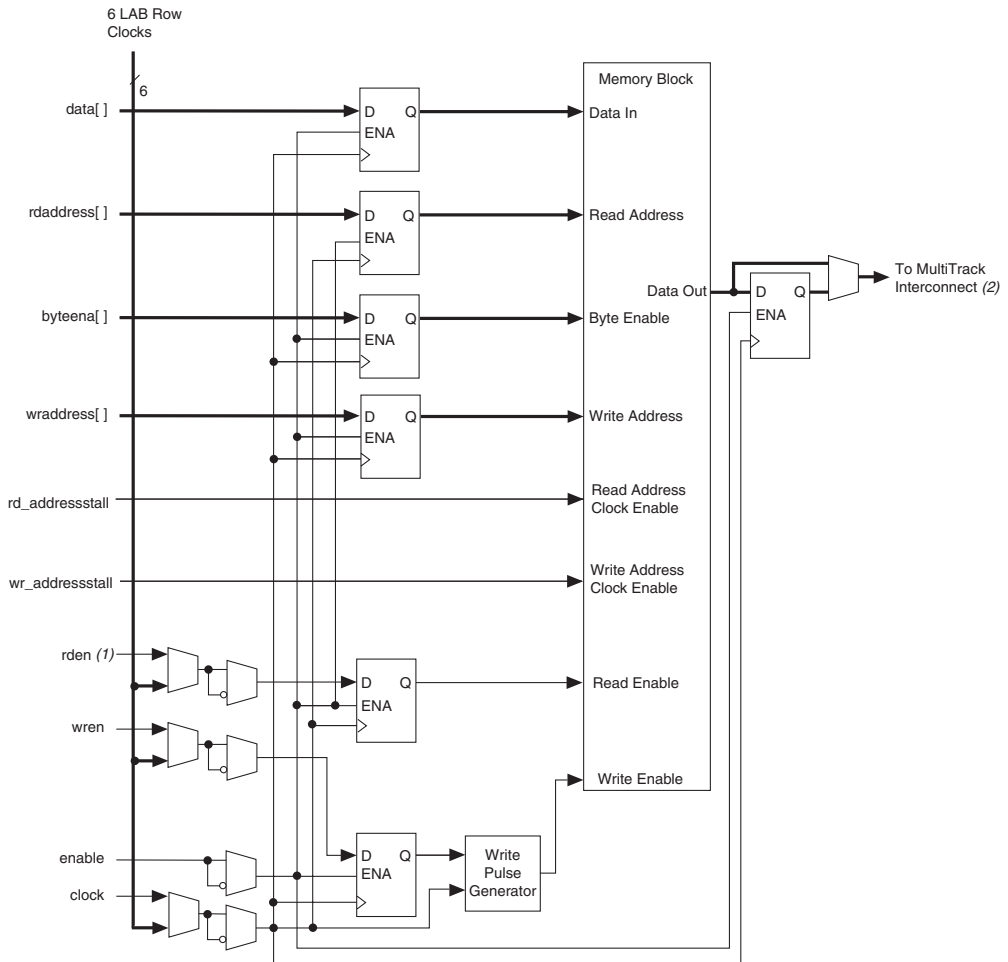 6 LAB Row
Clocks
6
data[ ]
D Q
ENA
Memory Block
Data In
rdaddress[ ]
D Q
ENA
Read Address
Data Out
D Q
ENA
To MultiTrack
Interconnect (2)
byteena[ ]
D Q
ENA
Byte Enable
wraddress[ ]
D Q
ENA
Write Address
rd_addressstall
Read Address
Clock Enable
wr_addressstall
Write Address
Clock Enable
rden (1)
D Q
ENA
Read Enable
wren
Write Enable
enable
D Q
ENA
Write
Pulse
Generator
clock